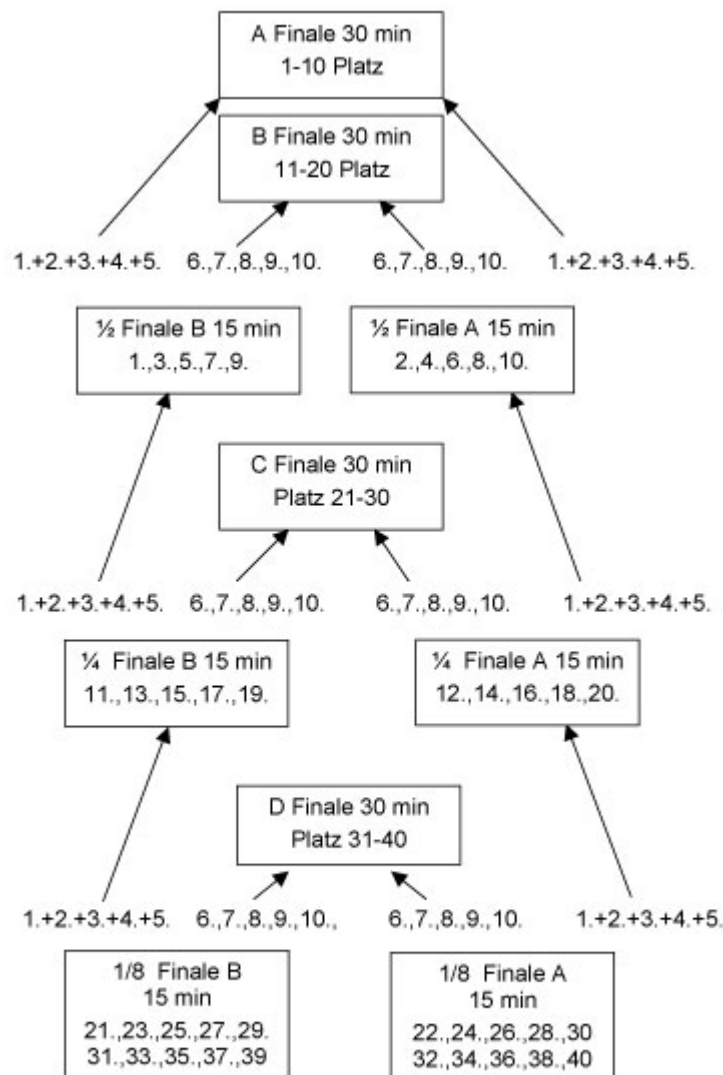 A Finale 30 min
1-10 Platz
B Finale 30 min
11-20 Platz
1.+2.+3.+4.+5.
6.,7.,8.,9.,10.
6.,7.,8.,9.,10.
1.+2.+3.+4.+5.
½ Finale B 15 min
1.,3.,5.,7.,9.
½ Finale A 15 min
2.,4.,6.,8.,10.
C Finale 30 min
Platz 21-30
1.+2.+3.+4.+5.
6.,7.,8.,9.,10.
6.,7.,8.,9.,10.
1.+2.+3.+4.+5.
¼ Finale B 15 min
11.,13.,15.,17.,19.
¼ Finale A 15 min
12.,14.,16.,18.,20.
D Finale 30 min
Platz 31-40
1.+2.+3.+4.+5.
6.,7.,8.,9.,10.,
6.,7.,8.,9.,10.
1.+2.+3.+4.+5.
1/8 Finale B
15 min
21.,23.,25.,27.,29.
31.,33.,35.,37.,39
1/8 Finale A
15 min
22.,24.,26.,28.,30
32.,34.,36.,38.,40